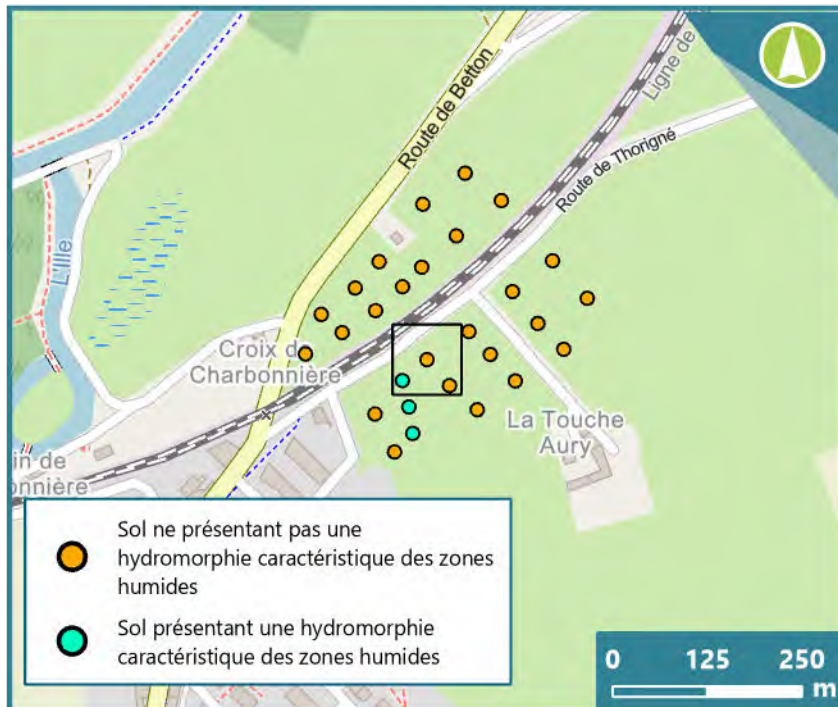 Route de Betton
Ligne de
Route de Thorigné
L'Ille
Croix de
Charbonnière
La Touche
Aury
in de
onnière
Sol ne présentant pas une
hydromorphie caractéristique des zones
humides
Sol présentant une hydromorphie
caractéristique des zones humides
0 125 250
m